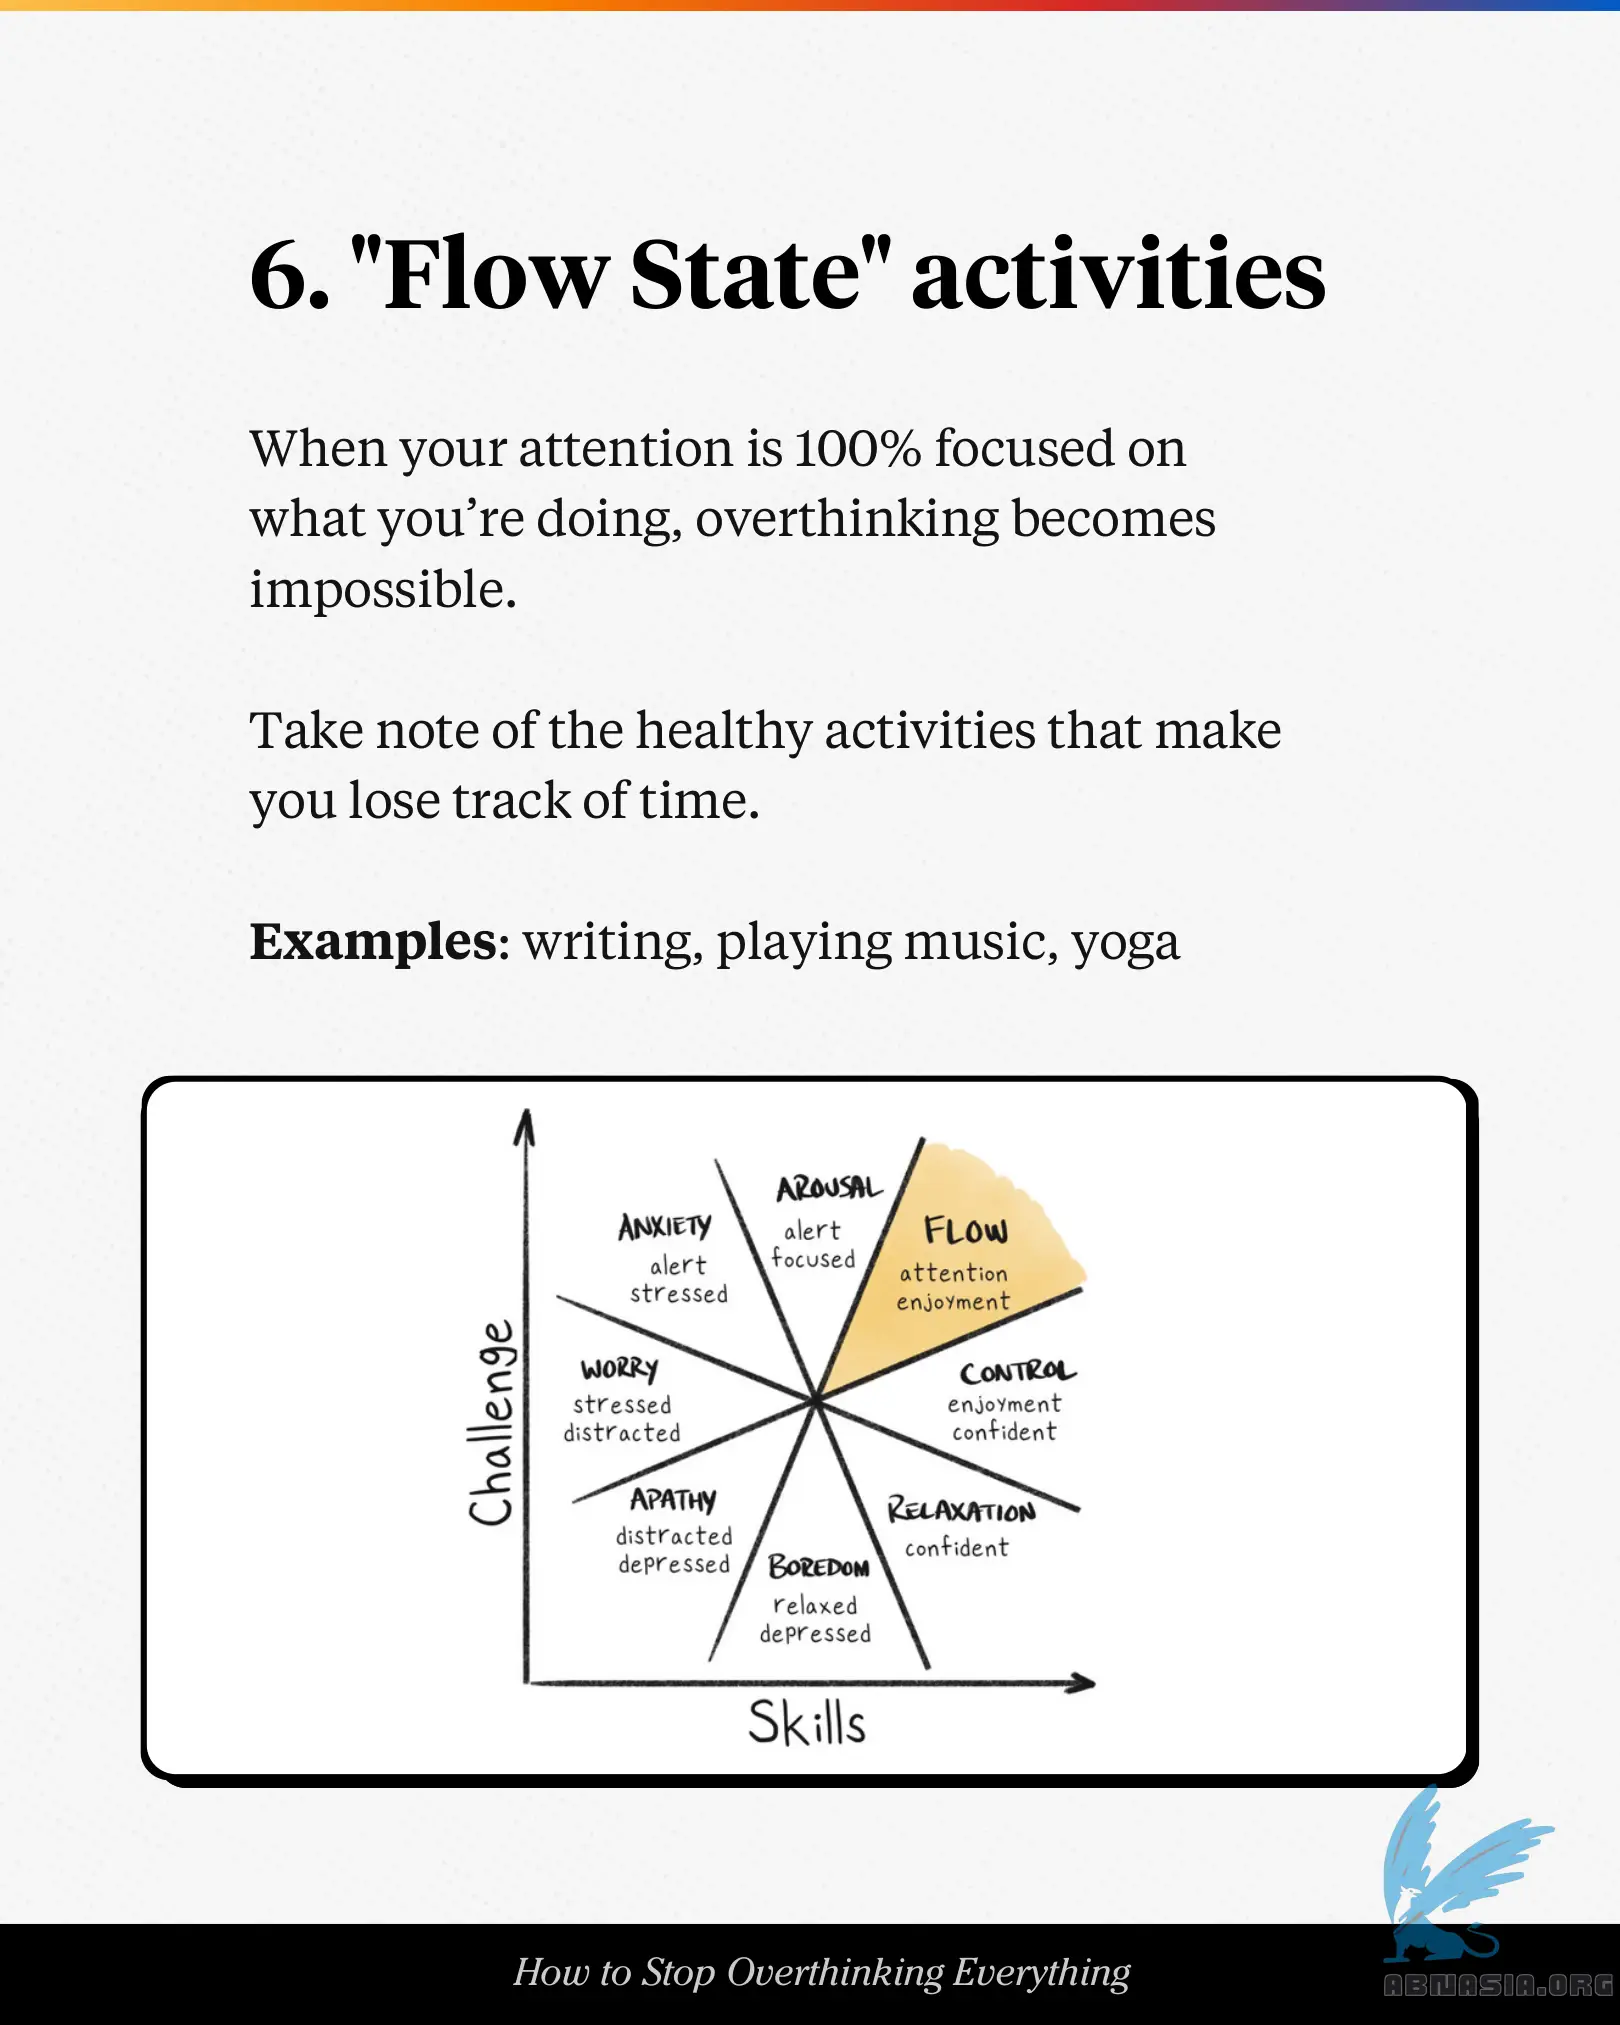 6. "Flow State" activities
When your attention is 100% focused on
what you’re doing, overthinking becomes
impossible.
Take note of the healthy activities that make
you lose track of time.
Examples: writing, playing music, yoga
Challenge
ANXIETY
alert
stressed
AROUSAL
alert
focused
FLOW
attention
enjoyment
WORRY
stressed
distracted
CONTROL
enjoyment
confident
APATHY
distracted
depressed
BOREDOM
relaxed
depressed
RELAXATION
confident
Skills
How to Stop Overthinking Everything
ABNASIA.ORG